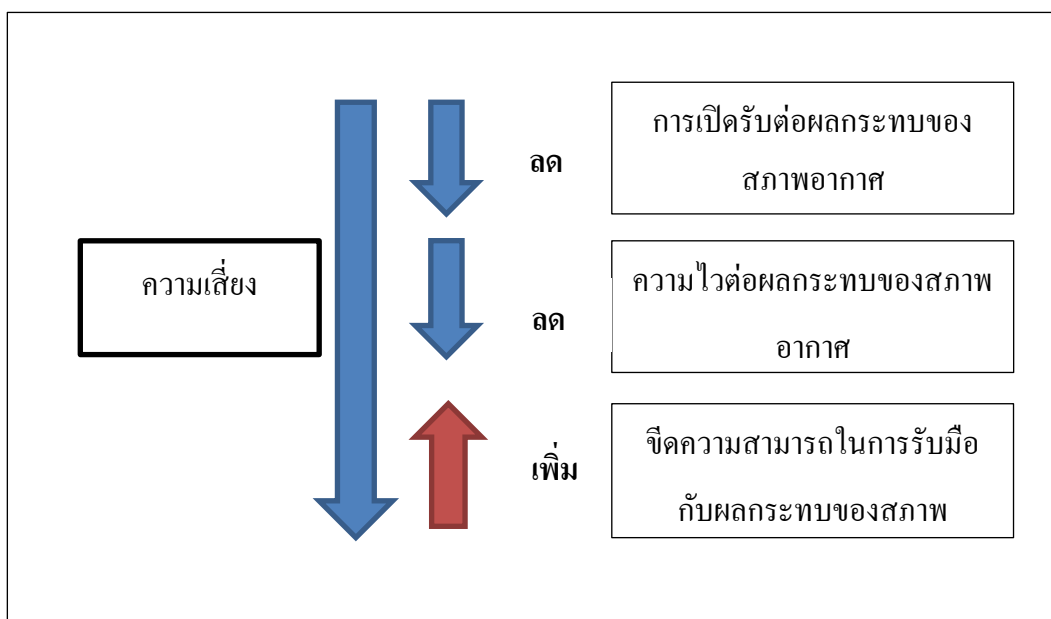 ลด
การเปิดรับต่อผลกระทบของ
สภาพอากาศ
ความเสี่ยง
ลด
ความไวต่อผลกระทบของสภาพ
อากาศ
เพิ่ม
ขีดความสามารถในการรับมือ
กับผลกระทบของสภาพ